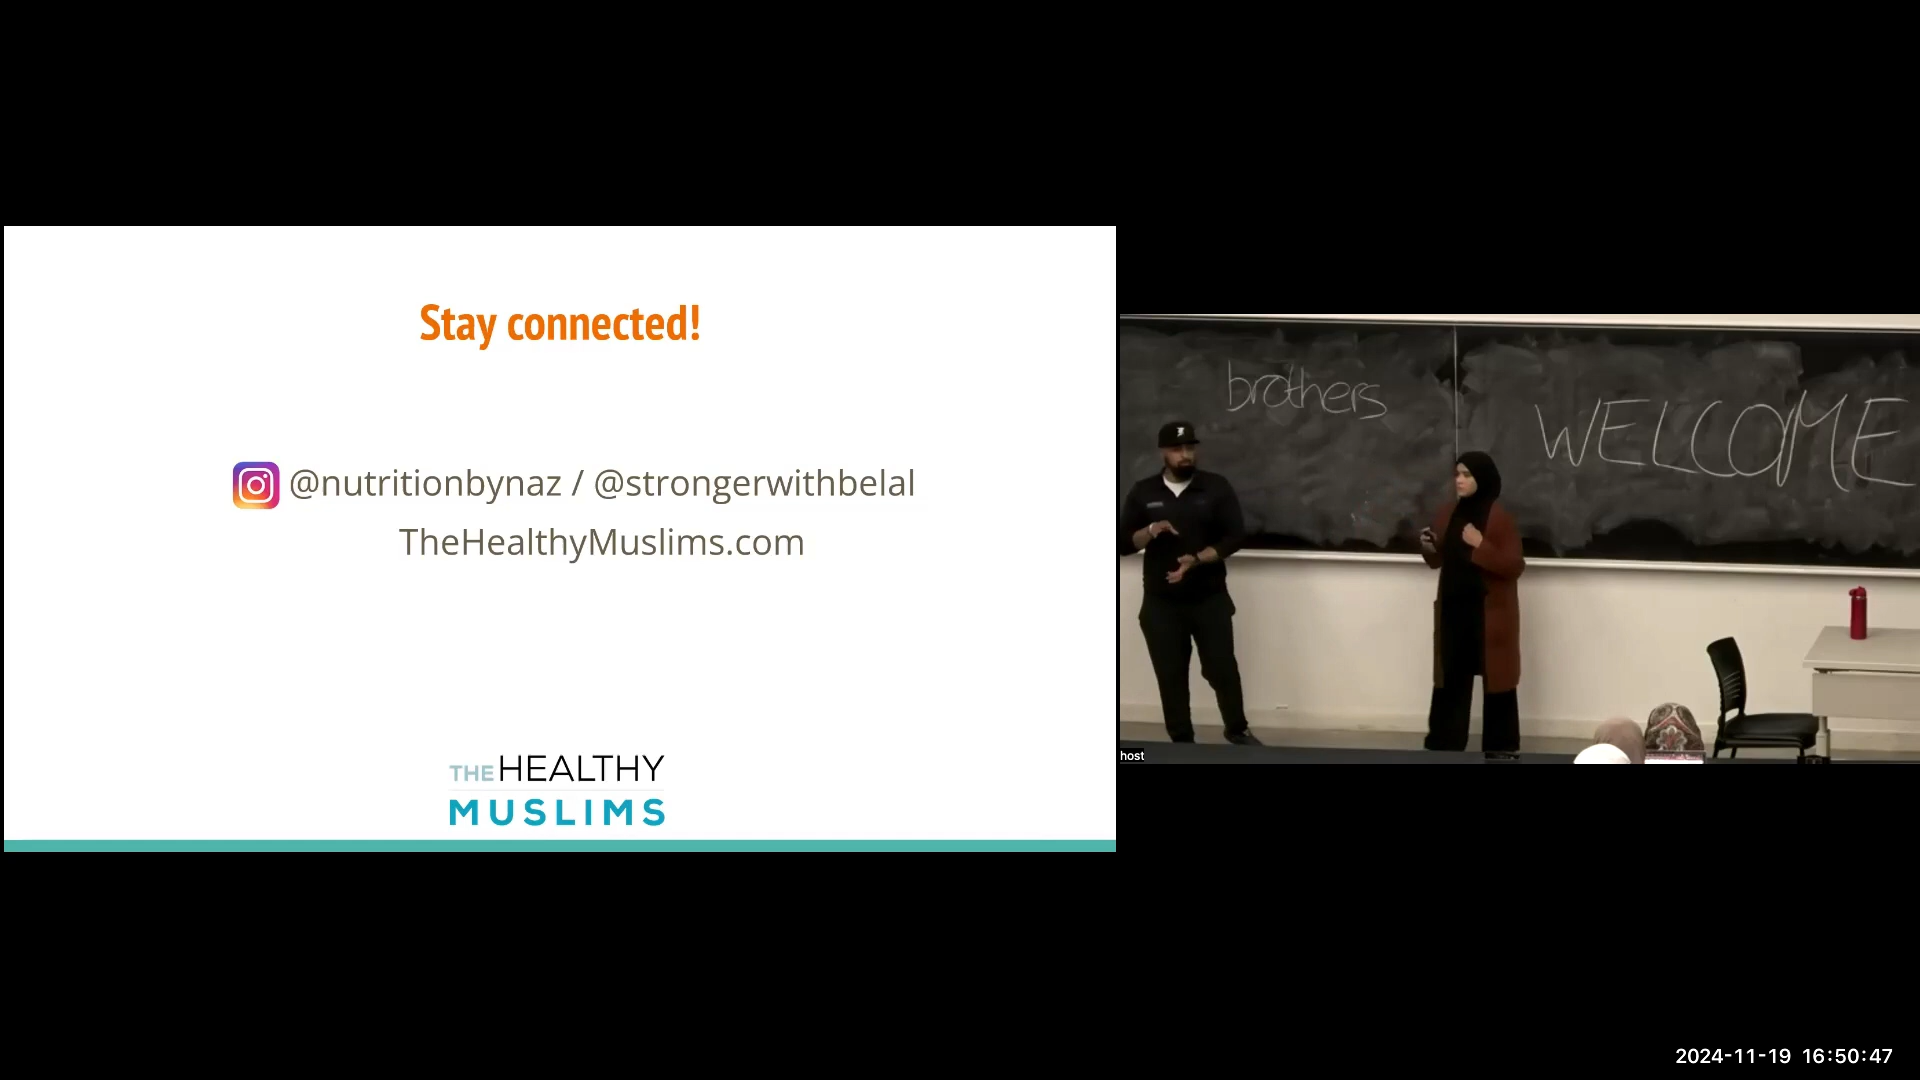 Stay connected!
@nutritionbynaz / @strongerwithbelal
TheHealthyMuslims.com
THE HEALTHY
MUSLIMS
brothers
WELCOME
host
2024-11-19 16:50:47